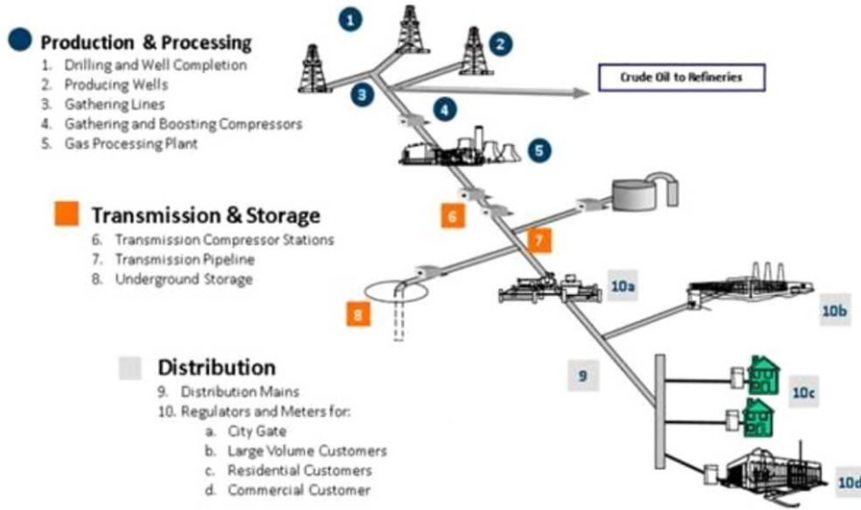 Production & Processing
1. Drilling and Well Completion
2. Producing Wells
3. Gathering Lines
4. Gathering and Boosting Compressors
5. Gas Processing Plant
1
2
3
4
5
Crude Oil to Refineries
Transmission & Storage
6. Transmission Compressor Stations
7. Transmission Pipeline
8. Underground Storage
6
7
8
Distribution
9. Distribution Mains
10. Regulators and Meters for:
a. City Gate
b. Large Volume Customers
c. Residential Customers
d. Commercial Customer
10a
10b
9
10c
10d